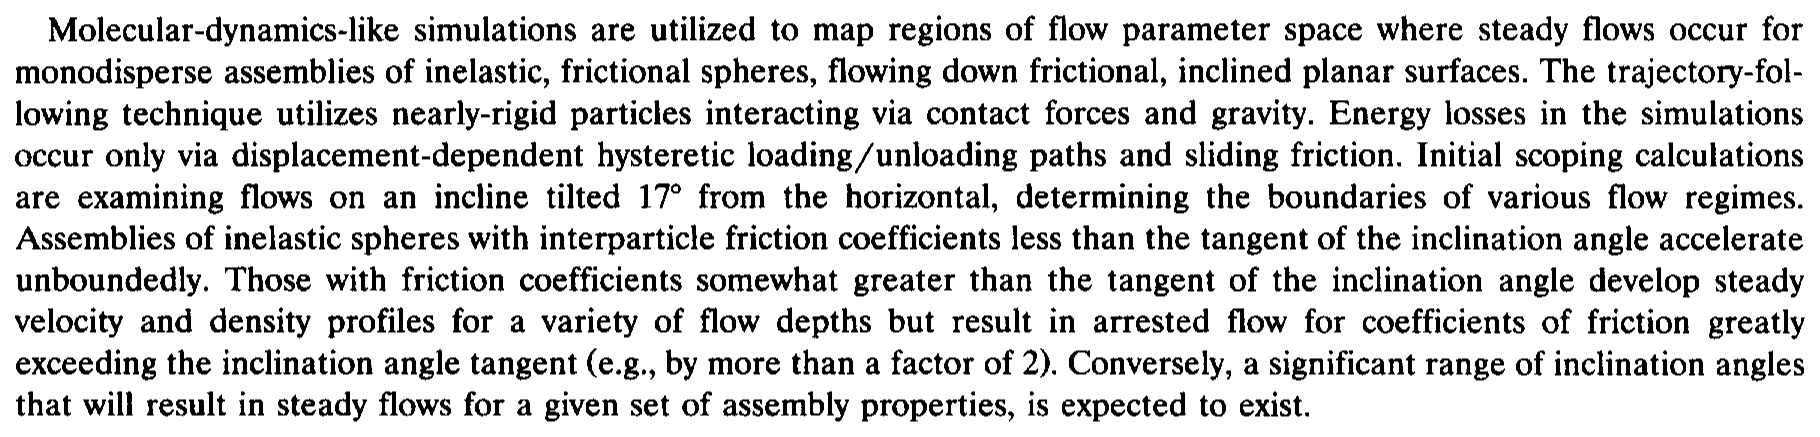 Molecular-dynamics-like simulations are utilized to map regions of flow parameter space where steady flows occur for
monodisperse assemblies of inelastic, frictional spheres, flowing down frictional, inclined planar surfaces. The trajectory-fol-
lowing technique utilizes nearly-rigid particles interacting via contact forces and gravity. Energy losses in the simulations
occur only via displacement-dependent hysteretic loading/unloading paths and sliding friction. Initial scoping calculations
are examining flows on an incline tilted 17° from the horizontal, determining the boundaries of various flow regimes.
Assemblies of inelastic spheres with interparticle friction coefficients less than the tangent of the inclination angle accelerate
unboundedly. Those with friction coefficients somewhat greater than the tangent of the inclination angle develop steady
velocity and density profiles for a variety of flow depths but result in arrested flow for coefficients of friction greatly
exceeding the inclination angle tangent (e.g., by more than a factor of 2). Conversely, a significant range of inclination angles
that will result in steady flows for a given set of assembly properties, is expected to exist.